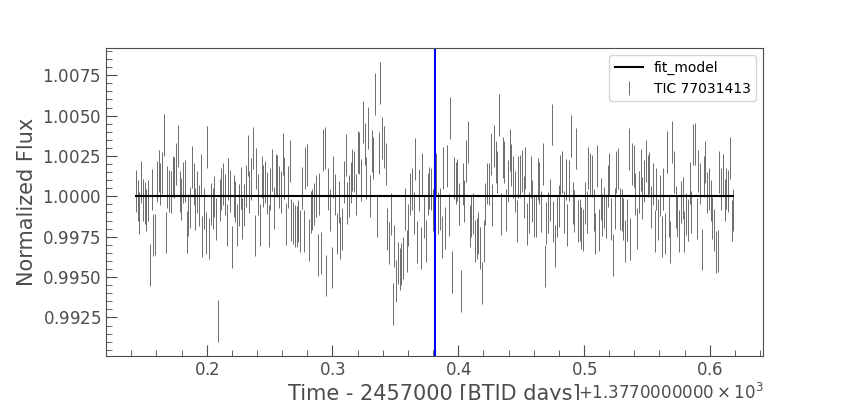 1.0075
1.0050
1.0025
1.0000
0.9975
0.9950
0.9925
Normalized Flux
fit_model
TIC 77031413
0.2
0.3
0.4
0.5
0.6
Time - 2457000 [BTJD days]
+1.3770000000 × 10³